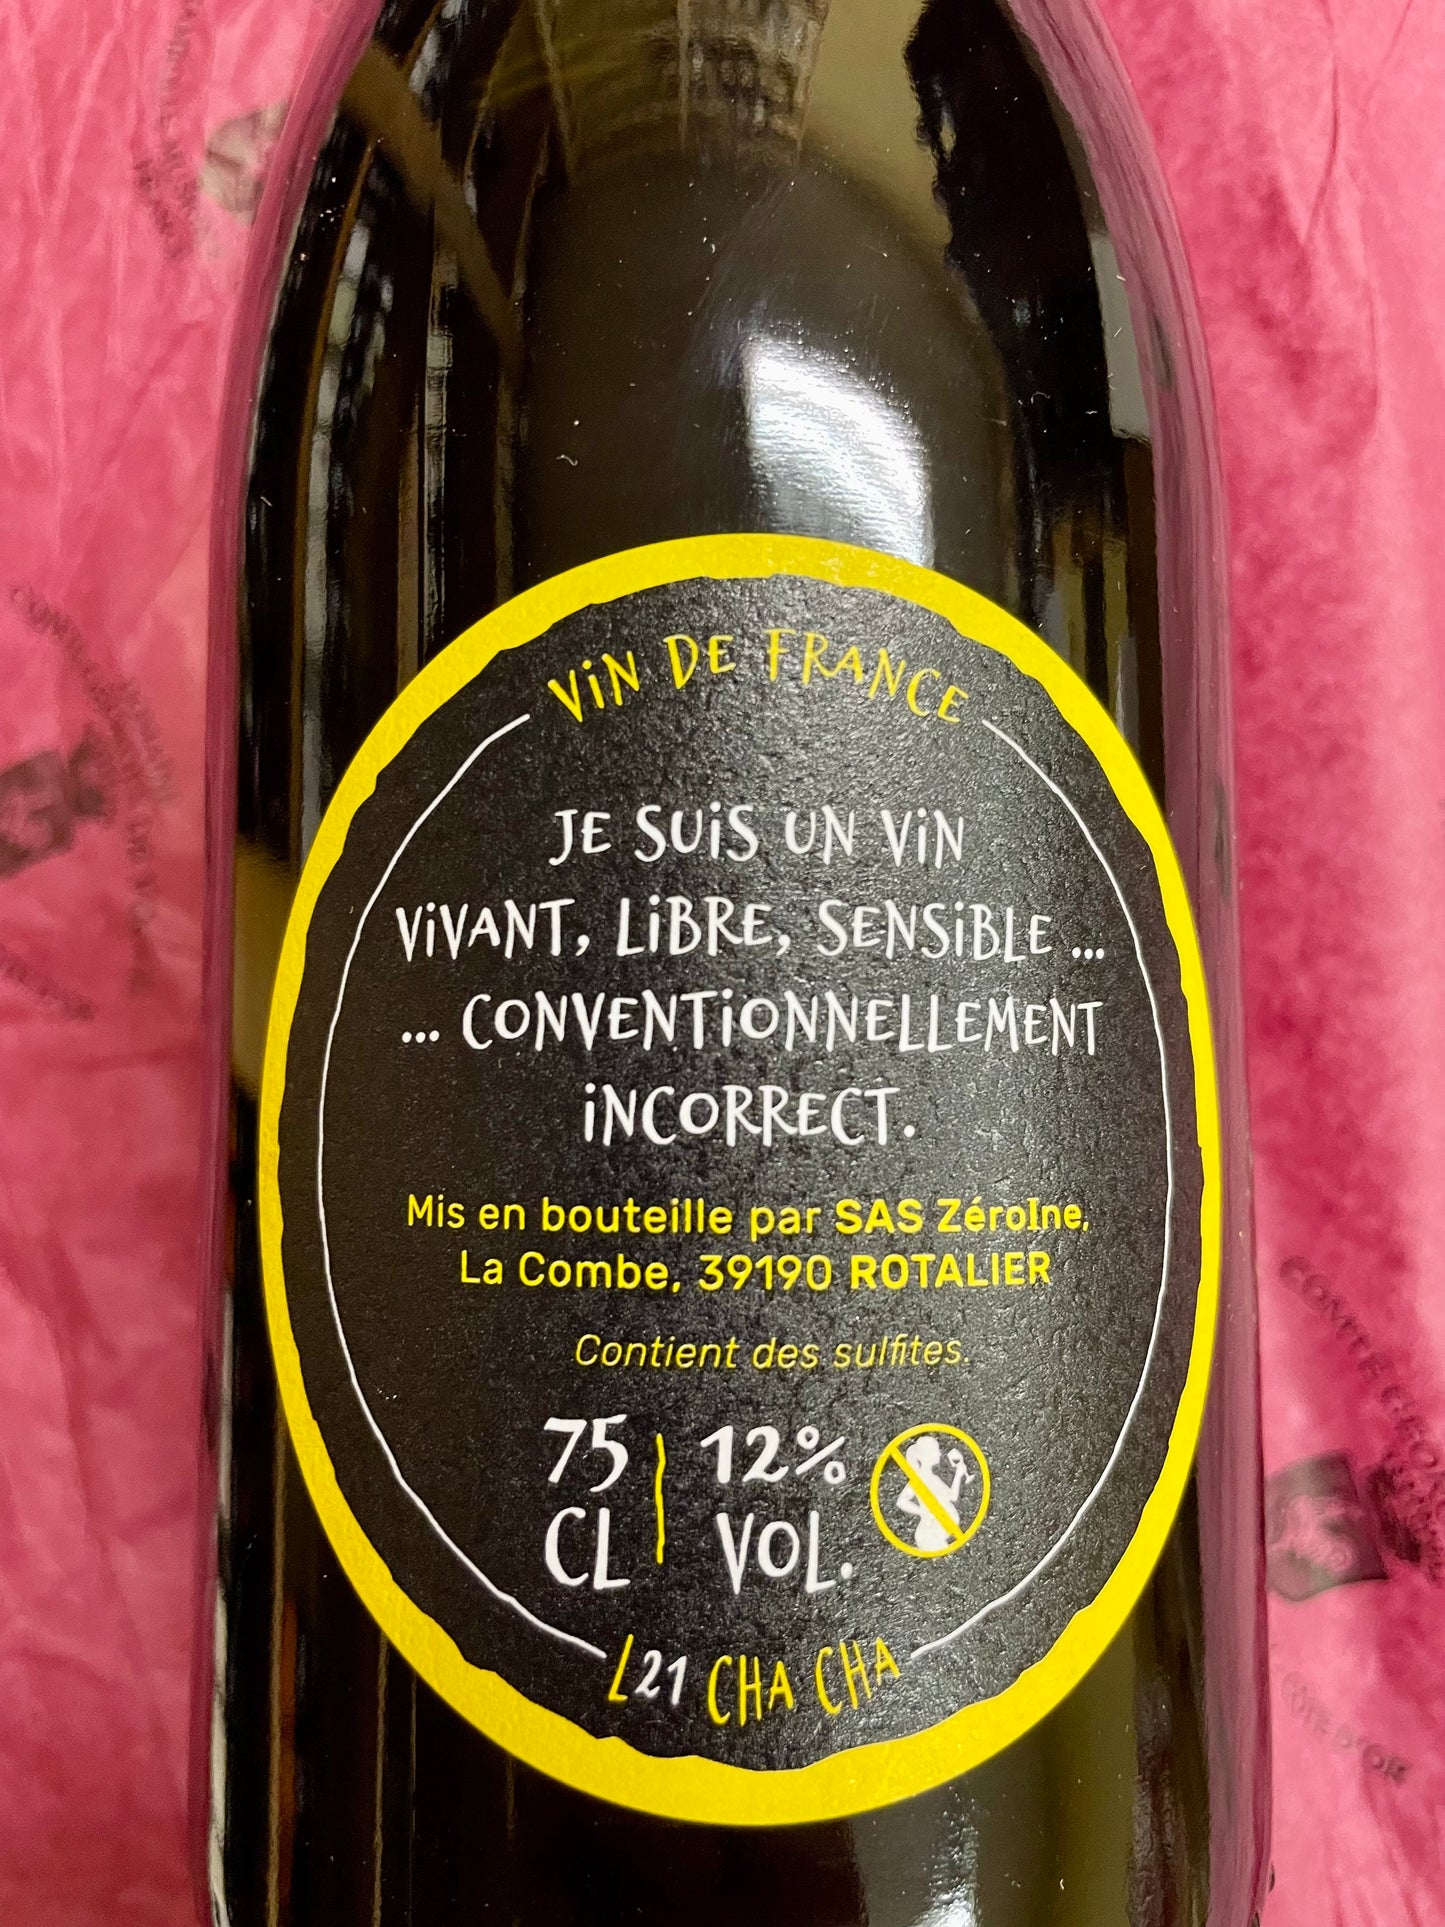 ViN DE FRANCE
JE SUiS UN ViN
ViVANT, LiBRE, SENSiBLE ...
... CONVENTiONNELLEMENT
iNCORRECT.
Mis en bouteille par SAS ZéroIne,
La Combe, 39190 ROTALIER
Contient des sulfites.
75 CL | 12% VOL.
L21 CHA CHA